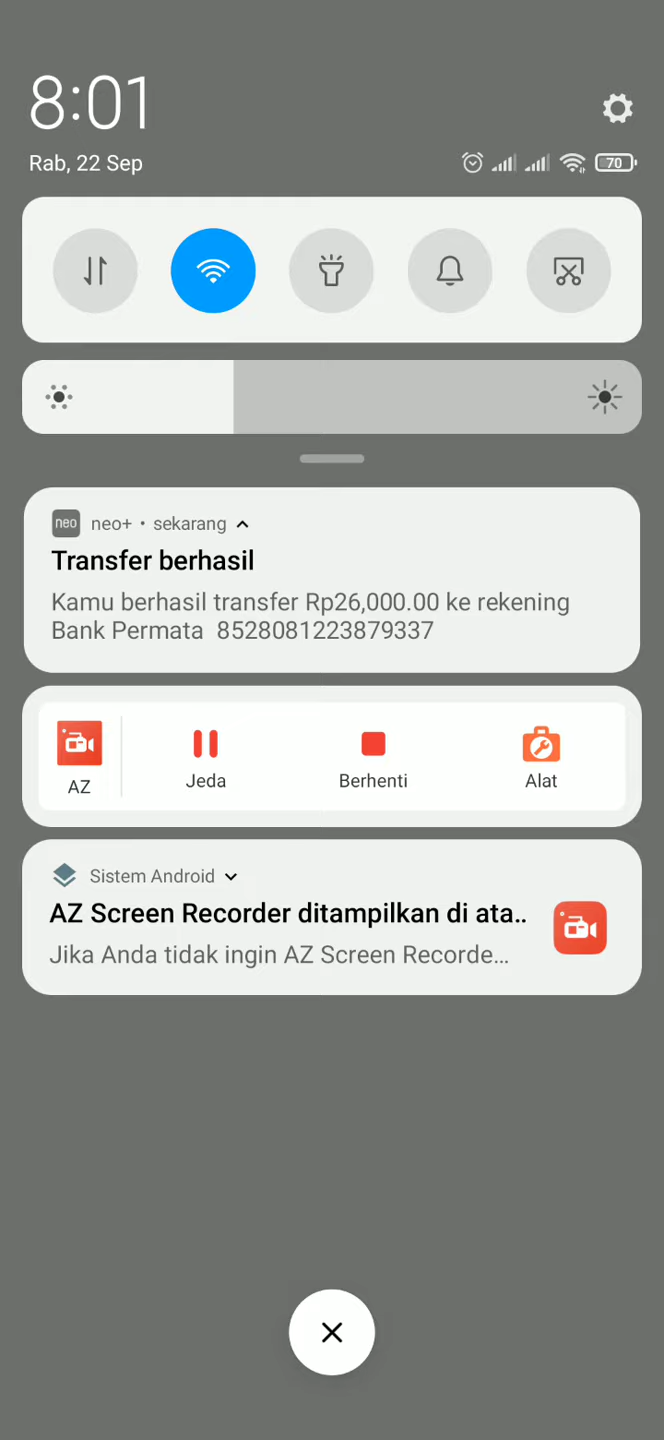 8:01
Rab, 22 Sep
70
neo neo+ • sekarang
Transfer berhasil
Kamu berhasil transfer Rp26,000.00 ke rekening
Bank Permata 8528081223879337
AZ
Jeda
Berhenti
Alat
Sistem Android
AZ Screen Recorder ditampilkan di ata..
Jika Anda tidak ingin AZ Screen Recorde...